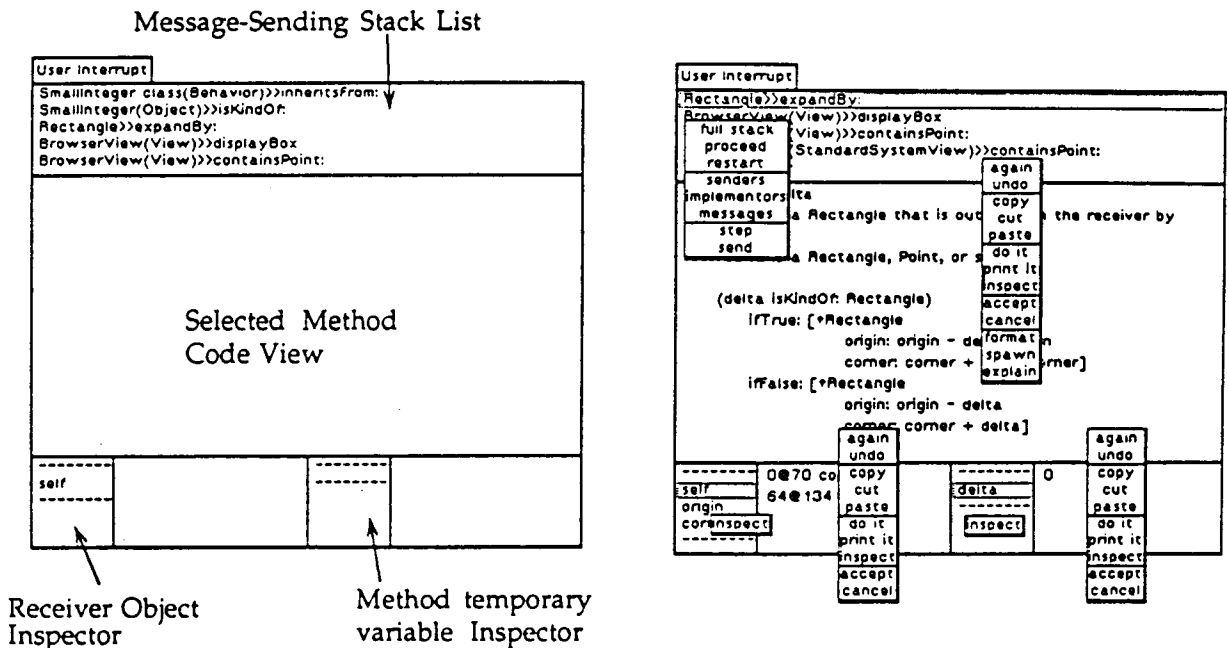 Message-Sending Stack List
User Interrupt
SmallInteger class(Behavior)>>inheritsFrom:
SmallInteger(Object)>>isKindOf:
Rectangle>>expandBy:
BrowserView(View)>>displayBox
BrowserView(View)>>containsPoint:
Selected Method
Code View
self
Receiver Object
Inspector
Method temporary
variable Inspector
User Interrupt
Rectangle>>expandBy:
BrowserView(View)>>displayBox
View)>>containsPoint:
StandardSystemView)>>containsPoint:
full stack
proceed
restart
senders
implementors
messages
step
send
again
undo
copy
cut
paste
do it
print it
inspect
accept
cancel
format
spawn
explain
a Rectangle that is out the receiver by
a Rectangle, Point, or
(delta isKindOf: Rectangle)
ifTrue: [↑Rectangle
origin: origin - 
corner: corner +
ifFalse: [↑Rectangle
origin: origin - delta
corner: corner + delta]
self
origin
inspect
0@70
64@134
again
undo
copy
cut
paste
do it
print it
inspect
accept
cancel
delta
inspect
0
again
undo
copy
cut
paste
do it
print it
inspect
accept
cancel